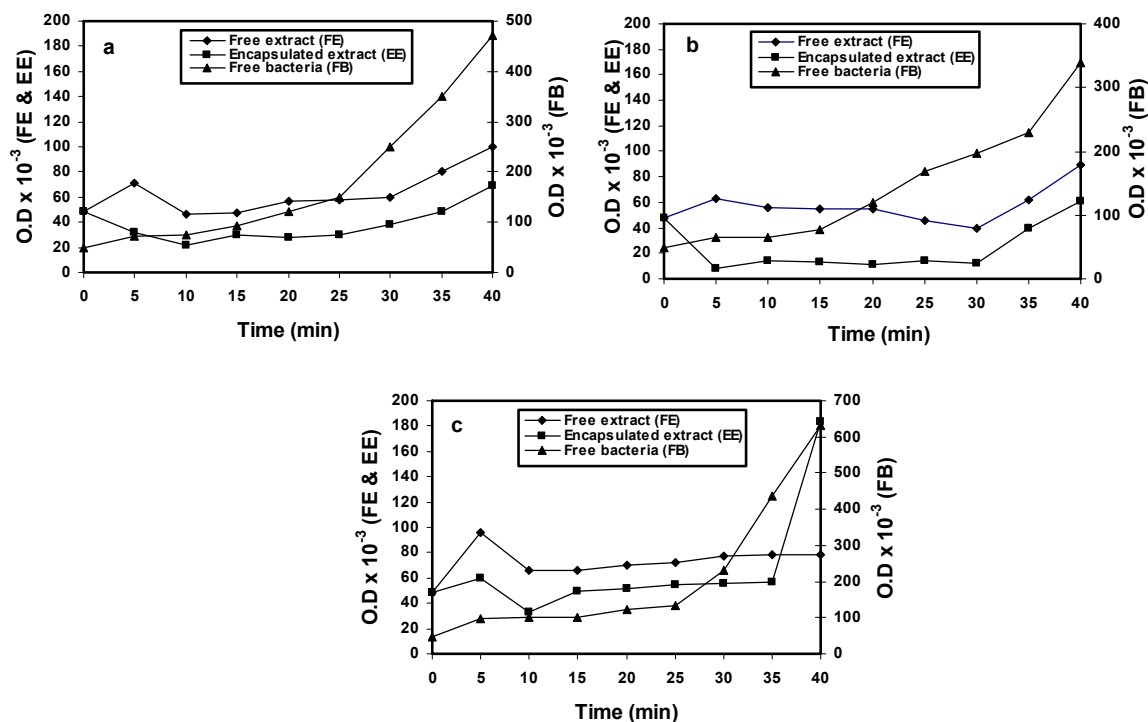 a
Free extract (FE)
Encapsulated extract (EE)
Free bacteria (FB)
O.D x 10⁻³ (FE & EE)
200
180
160
140
120
100
80
60
40
20
0
500
400
300
200
100
0
O.D x 10⁻³ (FB)
0 5 10 15 20 25 30 35 40
Time (min)
b
Free extract (FE)
Encapsulated extract (EE)
Free bacteria (FB)
O.D x 10⁻³ (FE & EE)
200
180
160
140
120
100
80
60
40
20
0
400
300
200
100
0
O.D x 10⁻³ (FB)
0 5 10 15 20 25 30 35 40
Time (min)
c
Free extract (FE)
Encapsulated extract (EE)
Free bacteria (FB)
O.D x 10⁻³ (FE & EE)
200
180
160
140
120
100
80
60
40
20
0
700
600
500
400
300
200
100
0
O.D x 10⁻³ (FB)
0 5 10 15 20 25 30 35 40
Time (min)